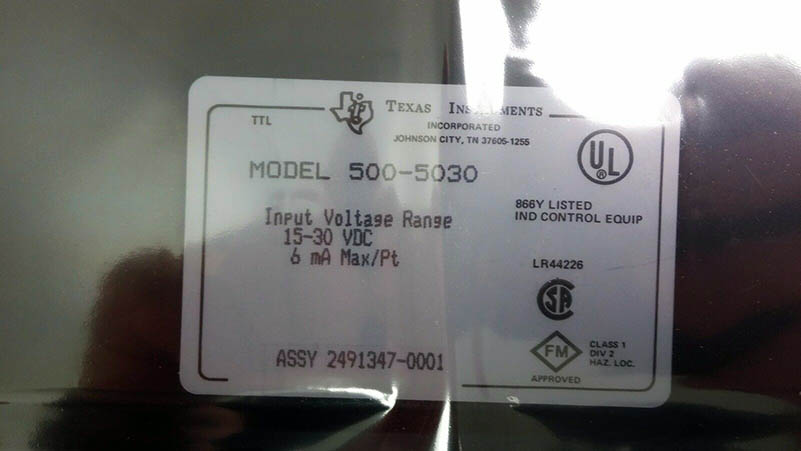 TTL
TEXAS INSTRUMENTS
INCORPORATED
JOHNSON CITY, TN 37605-1255
MODEL 500-5030
Input Voltage Range
15-30 VDC
6 mA Max/Pt
ASSY 2491347-0001
UL
®
866Y LISTED
IND CONTROL EQUIP
LR44226
SA
FM
APPROVED
CLASS 1
DIV 2
HAZ. LOC.